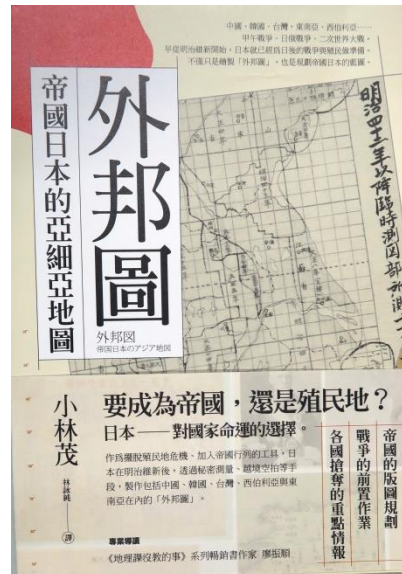 中國、韓國、台灣、東南亞、西伯利亞……
甲午戰爭、日俄戰爭、二次世界大戰。
早從明治維新開始，日本就已經為日後的戰爭與殖民做準備。
不僅只是繪製「外邦圖」，也是規劃帝國日本的藍圖。
外邦圖
帝國日本的亞細亞地圖
外邦図
帝国日本のアジア地図
明治四十一年以降臨時測図部
小林茂
林詠純
譯
要成為帝國，還是殖民地？
日本——對國家命運的選擇。
作為擺脫殖民地危機、加入帝國行列的工具，日
本在明治維新後，透過秘密測量、越境空拍等手
段，製作包括中國、韓國、台灣、西伯利亞與東
南亞在內的「外邦圖」。
專業導讀
《地理課沒教的事》系列暢銷書作家 廖振順
帝國的版圖規劃
戰爭的前置作業
各國搶奪的重點情報